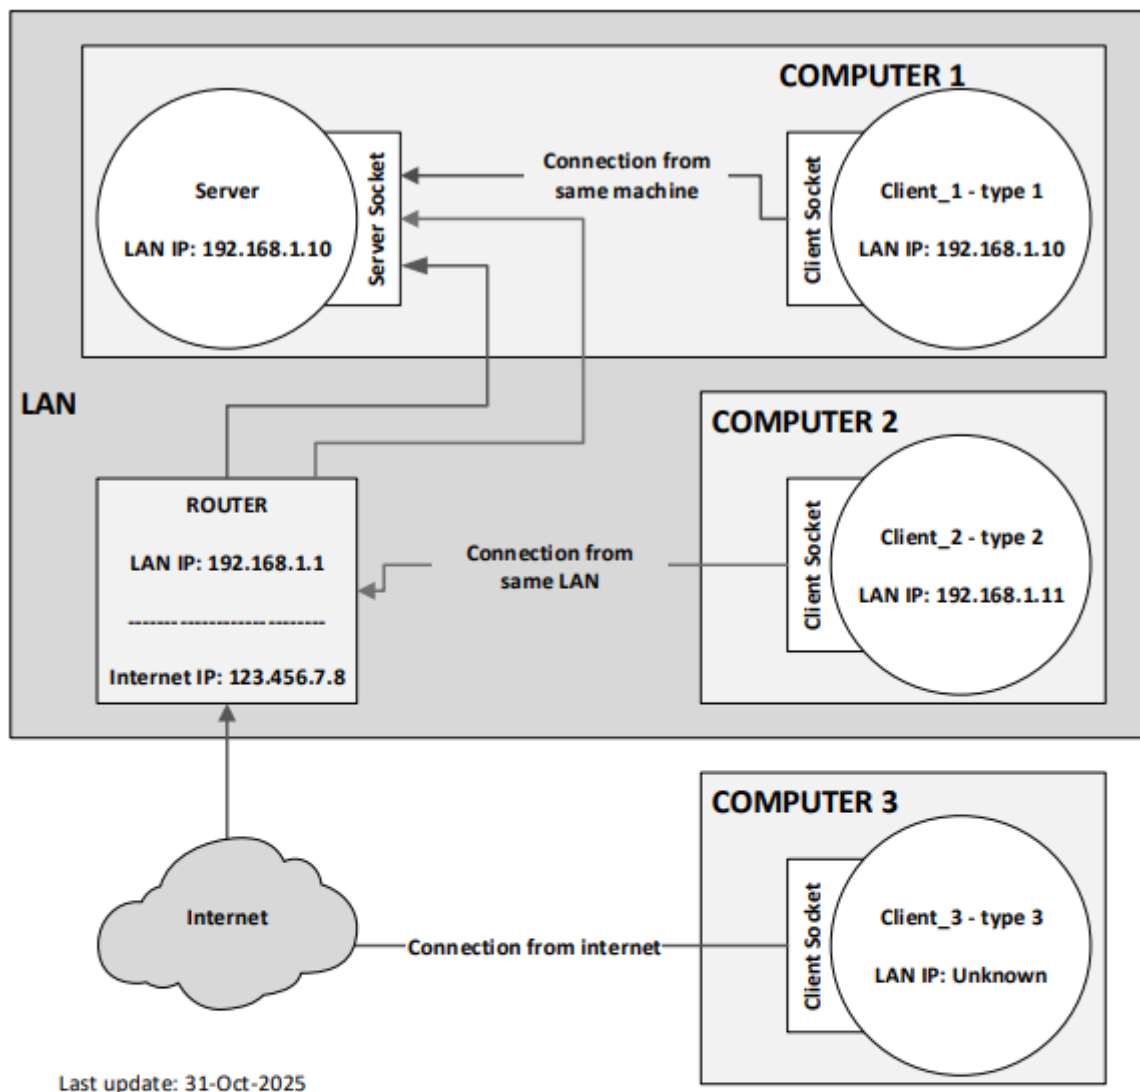 COMPUTER 1
Server
LAN IP: 192.168.1.10
Server Socket
Connection from
same machine
Client Socket
Client_1 - type 1
LAN IP: 192.168.1.10
LAN
COMPUTER 2
ROUTER
LAN IP: 192.168.1.1
---------------------------
Internet IP: 123.456.7.8
Connection from
same LAN
Client Socket
Client_2 - type 2
LAN IP: 192.168.1.11
COMPUTER 3
Internet
Connection from internet
Client Socket
Client_3 - type 3
LAN IP: Unknown
Last update: 31-Oct-2025